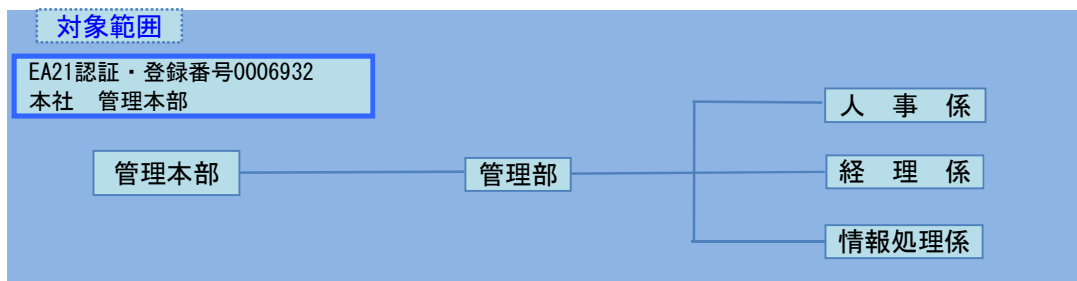 対象範囲
EA21認証・登録番号0006932
本社　管理本部
人　事　係
管理本部
管理部
経　理　係
情報処理係